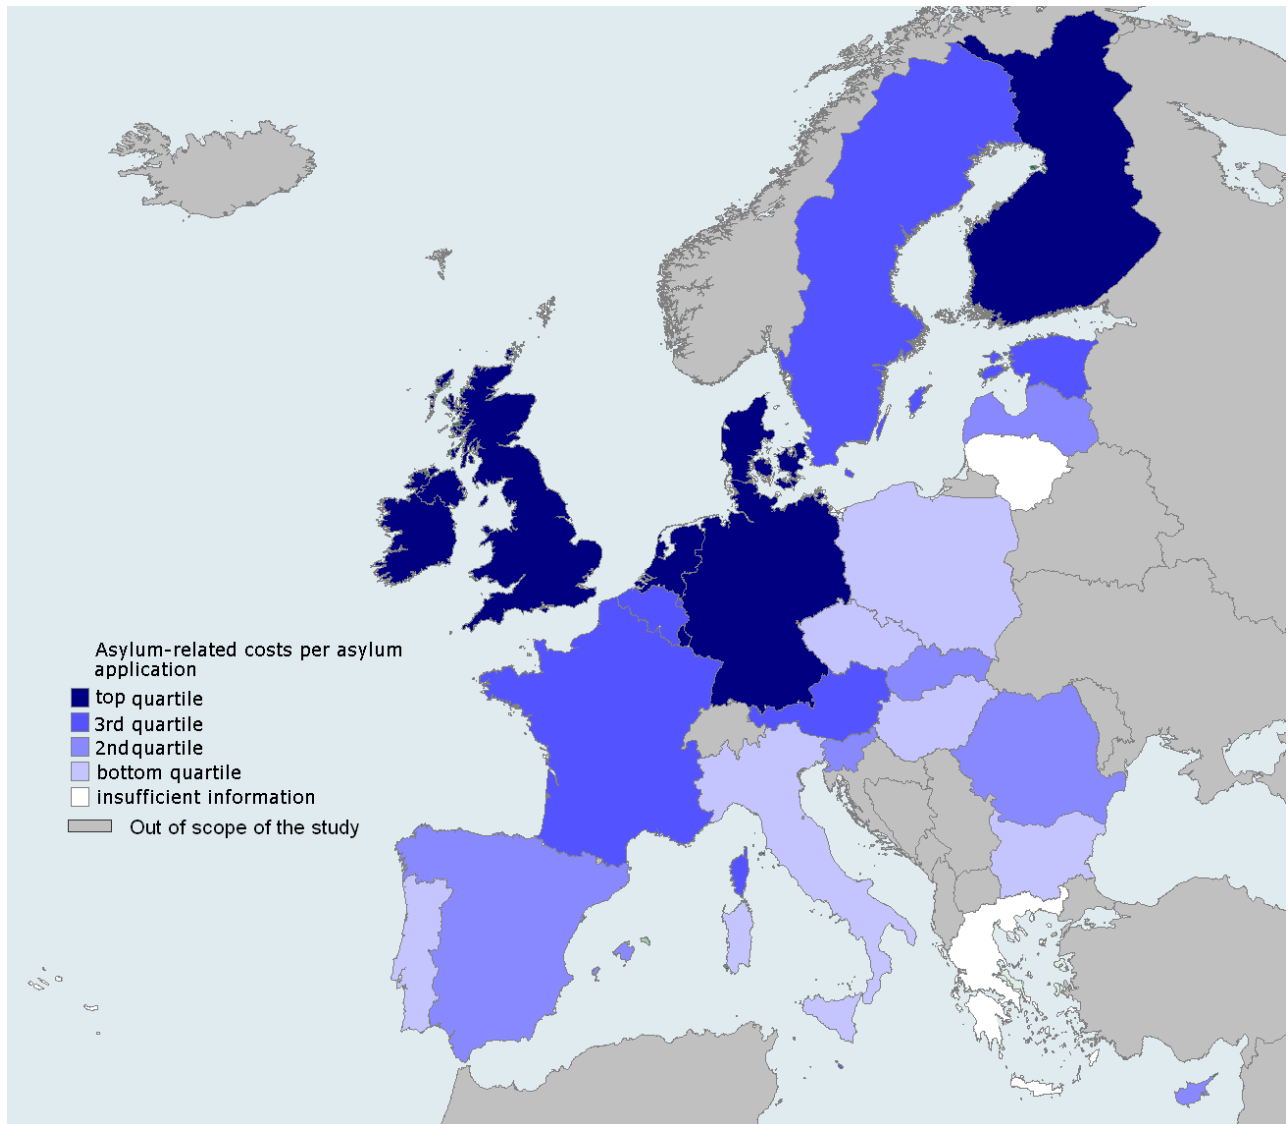 Asylum-related costs per asylum
application
top quartile
3rd quartile
2nd quartile
bottom quartile
insufficient information
Out of scope of the study